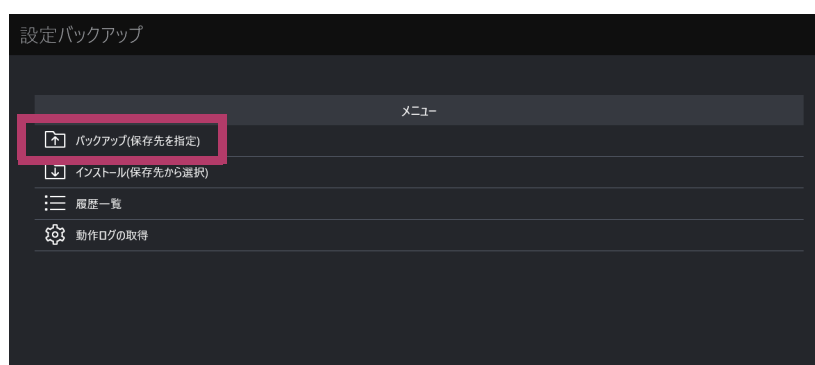 設定バックアップ
メニュー
バックアップ(保存先を指定)
インストール(保存先から選択)
履歴一覧
動作ログの取得